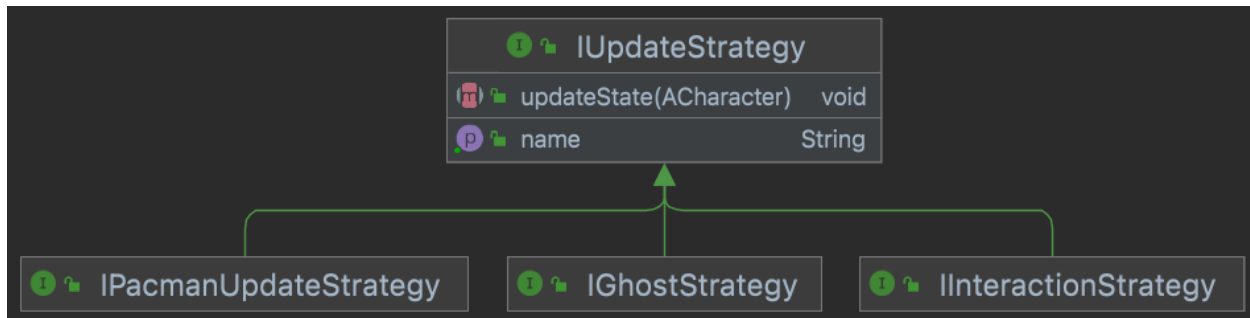 IUpdateStrategy
updateState(ACharacter) void
name String
IPacmanUpdateStrategy IGhostStrategy IInteractionStrategy